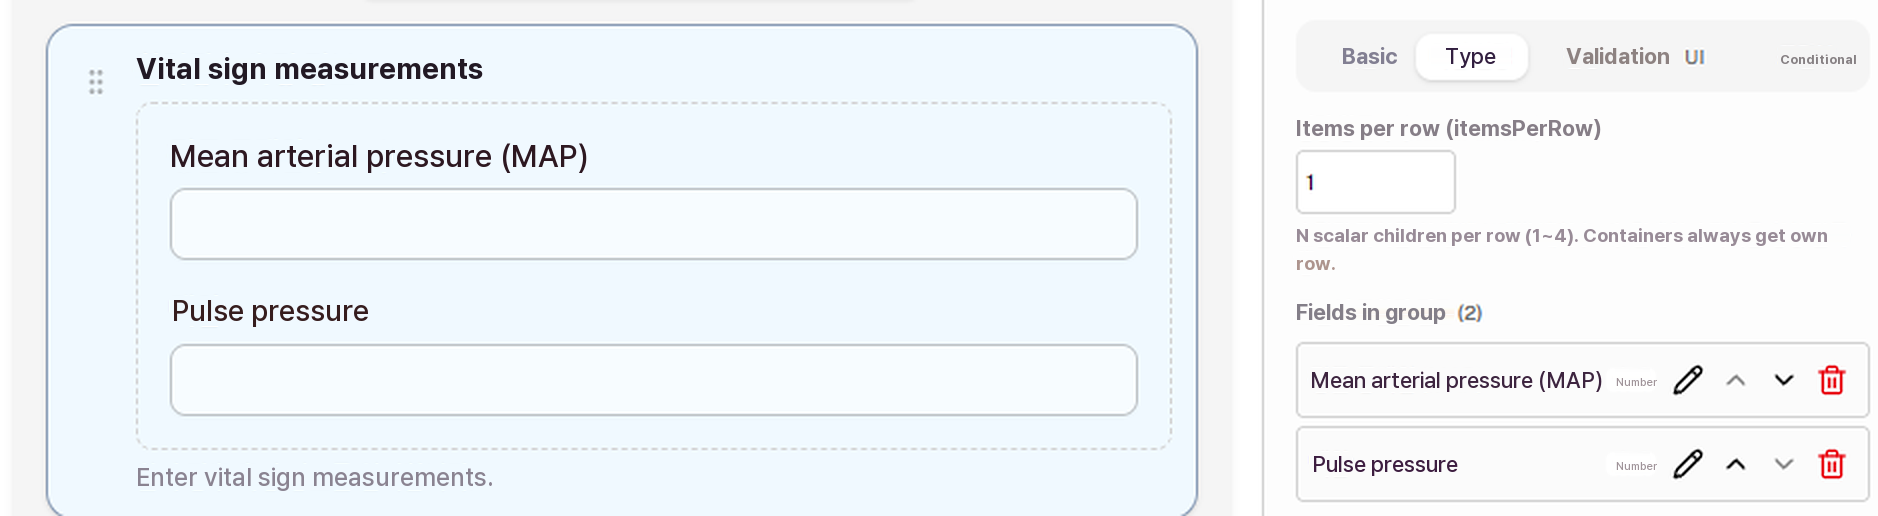 Vital sign measurements
Mean arterial pressure (MAP)
Pulse pressure
Enter vital sign measurements.
Basic Type Validation UI Conditional
Items per row (itemsPerRow)
1
N scalar children per row (1~4). Containers always get own
row.
Fields in group (2)
Mean arterial pressure (MAP) Number
Pulse pressure Number